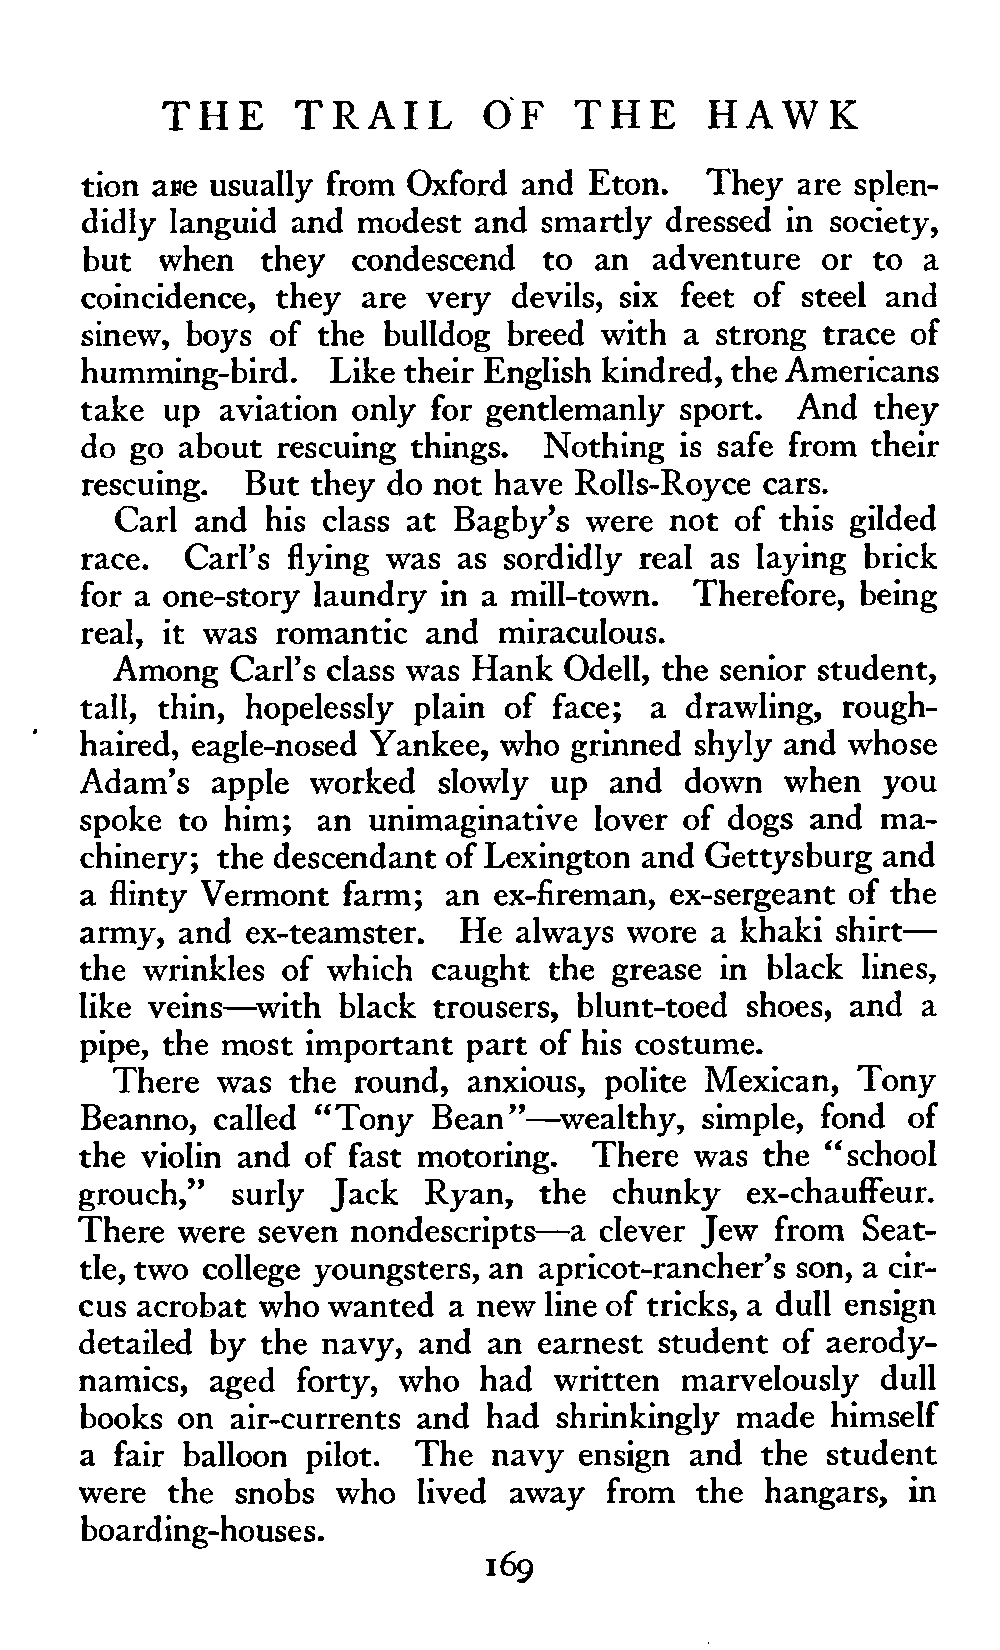 THE TRAIL OF THE HAWK
tion are usually from Oxford and Eton. They are splen-
didly languid and modest and smartly dressed in society,
but when they condescend to an adventure or to a
coincidence, they are very devils, six feet of steel and
sinew, boys of the bulldog breed with a strong trace of
humming-bird. Like their English kindred, the Americans
take up aviation only for gentlemanly sport. And they
do go about rescuing things. Nothing is safe from their
rescuing. But they do not have Rolls-Royce cars.
Carl and his class at Bagby's were not of this gilded
race. Carl's flying was as sordidly real as laying brick
for a one-story laundry in a mill-town. Therefore, being
real, it was romantic and miraculous.
Among Carl's class was Hank Odell, the senior student,
tall, thin, hopelessly plain of face; a drawling, rough-
haired, eagle-nosed Yankee, who grinned shyly and whose
Adam's apple worked slowly up and down when you
spoke to him; an unimaginative lover of dogs and ma-
chinery; the descendant of Lexington and Gettysburg and
a flinty Vermont farm; an ex-fireman, ex-sergeant of the
army, and ex-teamster. He always wore a khaki shirt—
the wrinkles of which caught the grease in black lines,
like veins—with black trousers, blunt-toed shoes, and a
pipe, the most important part of his costume.
There was the round, anxious, polite Mexican, Tony
Beanno, called "Tony Bean"—wealthy, simple, fond of
the violin and of fast motoring. There was the "school
grouch," surly Jack Ryan, the chunky ex-chauffeur.
There were seven nondescripts—a clever Jew from Seat-
tle, two college youngsters, an apricot-rancher's son, a cir-
cus acrobat who wanted a new line of tricks, a dull ensign
detailed by the navy, and an earnest student of aerody-
namics, aged forty, who had written marvelously dull
books on air-currents and had shrinkingly made himself
a fair balloon pilot. The navy ensign and the student
were the snobs who lived away from the hangars, in
boarding-houses.
169